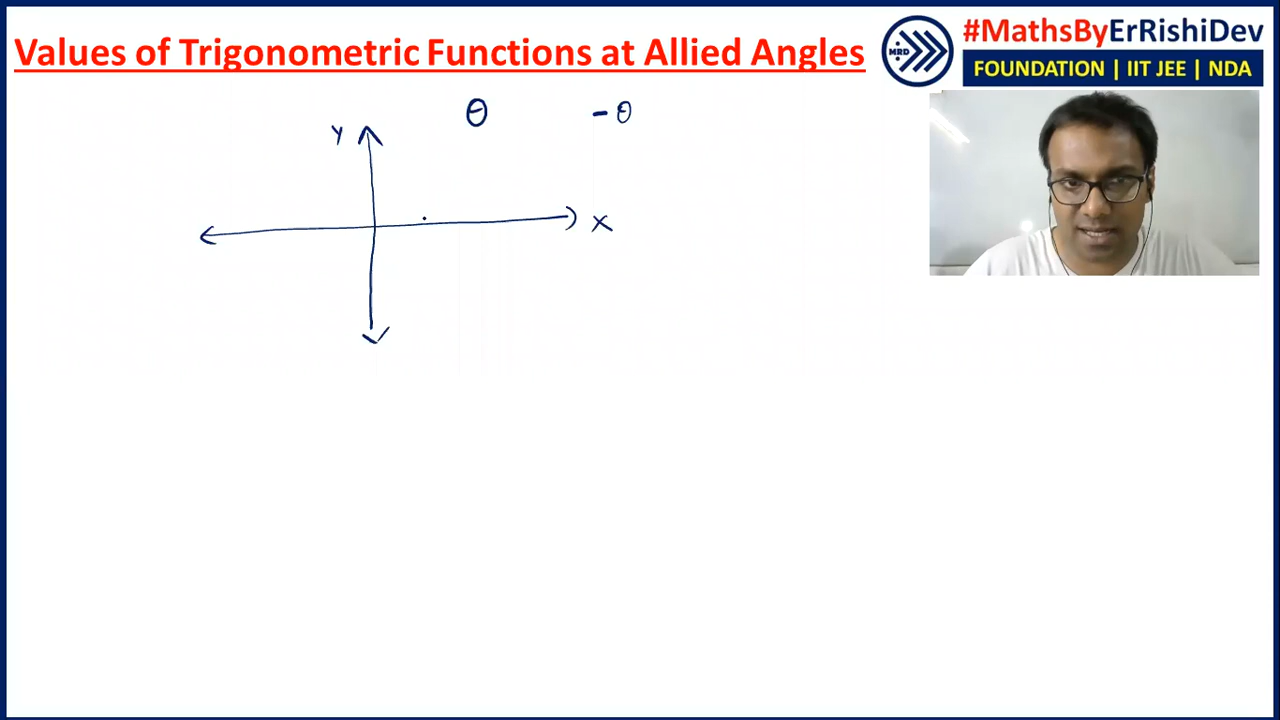 Values of Trigonometric Functions at Allied Angles
MRD
#MathsByErRishiDev
FOUNDATION | IIT JEE | NDA
θ -θ
Y
X